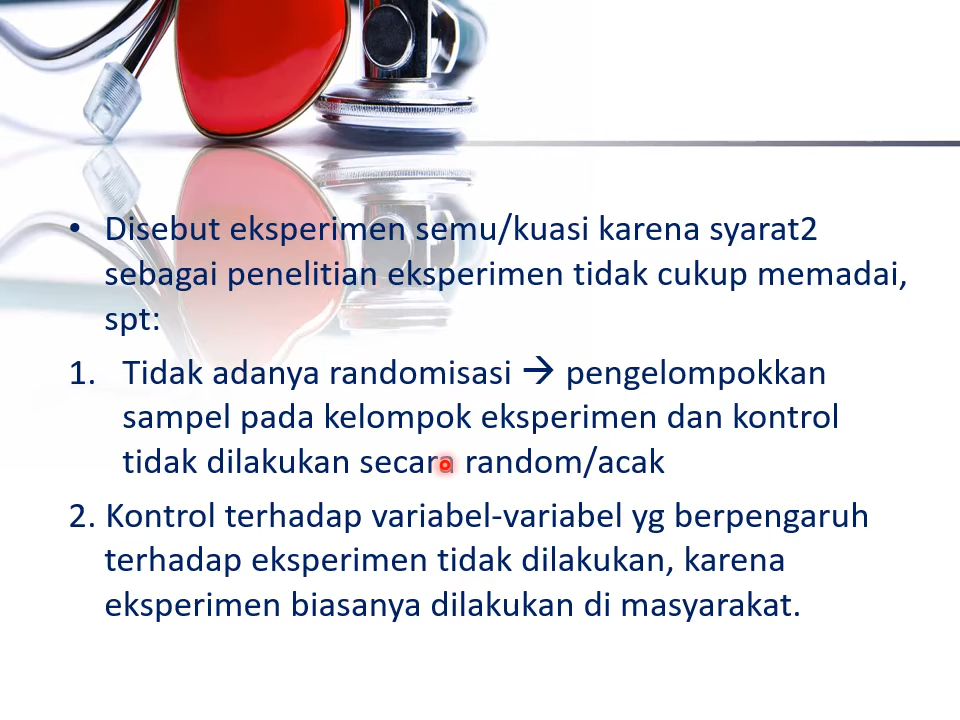 • Disebut eksperimen semu/kuasi karena syarat2
sebagai penelitian eksperimen tidak cukup memadai,
spt:
1. Tidak adanya randomisasi → pengelompokkan
sampel pada kelompok eksperimen dan kontrol
tidak dilakukan secara random/acak
2. Kontrol terhadap variabel-variabel yg berpengaruh
terhadap eksperimen tidak dilakukan, karena
eksperimen biasanya dilakukan di masyarakat.